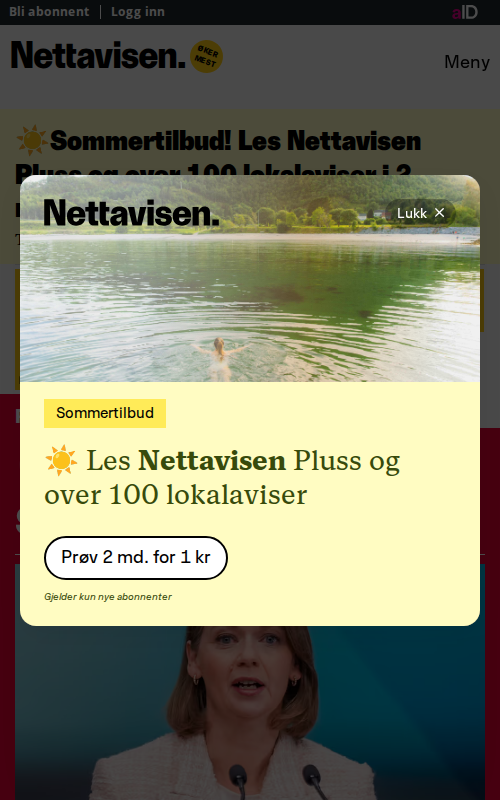 Bli abonnent | Logg inn
aID
Nettavisen.
ØKER
MEST
Meny
☀️Sommertilbud! Les Nettavisen
Pluss og over 100 lokalaviser i 2
Nettavisen.
Lukk ✕
Sommertilbud
☀️ Les Nettavisen Pluss og
over 100 lokalaviser
Prøv 2 md. for 1 kr
Gjelder kun nye abonnenter